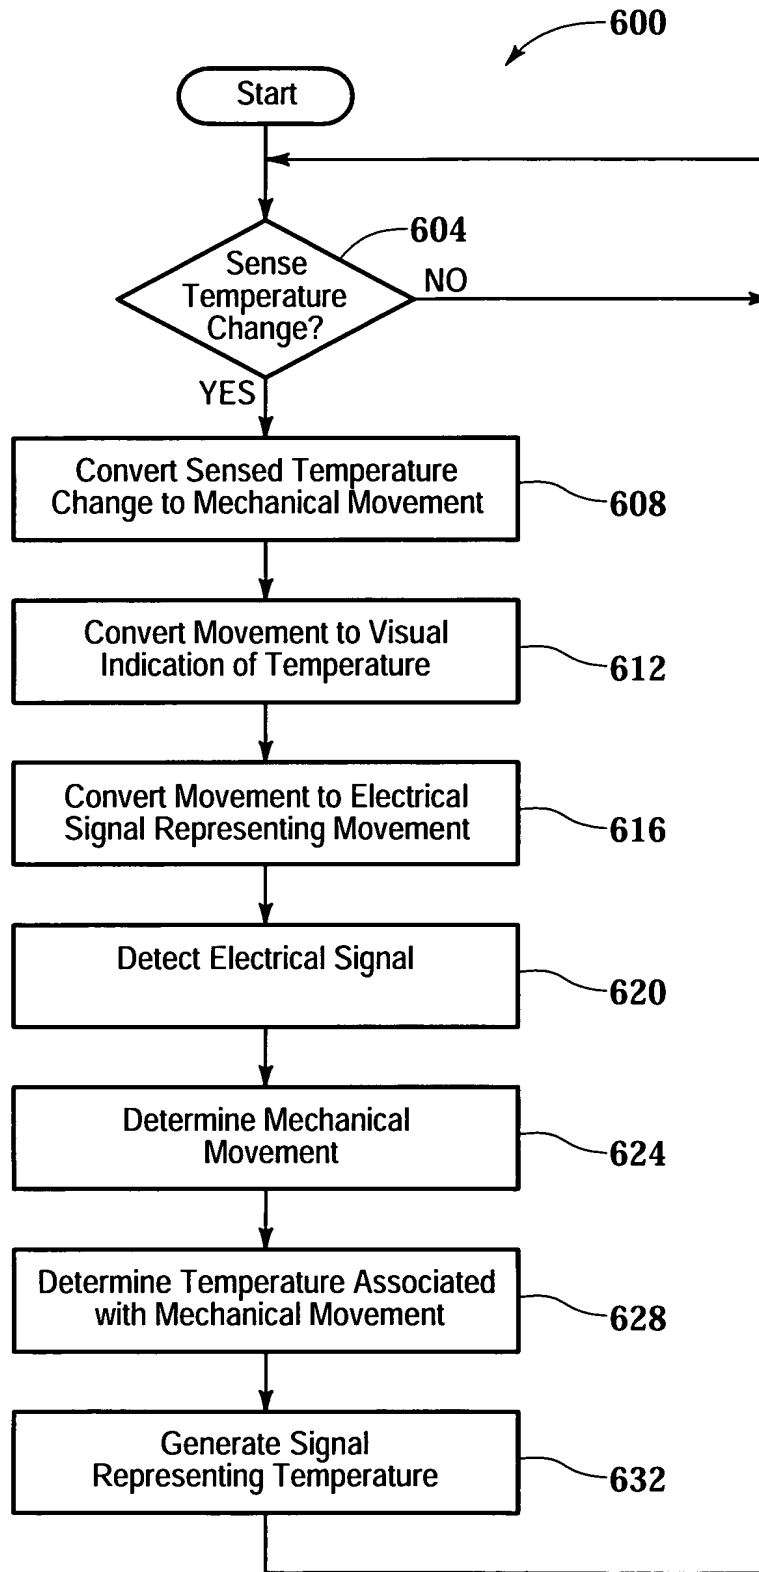 600
Start
604
Sense
Temperature
Change?
NO
YES
Convert Sensed Temperature
Change to Mechanical Movement
608
Convert Movement to Visual
Indication of Temperature
612
Convert Movement to Electrical
Signal Representing Movement
616
Detect Electrical Signal
620
Determine Mechanical
Movement
624
Determine Temperature Associated
with Mechanical Movement
628
Generate Signal
Representing Temperature
632